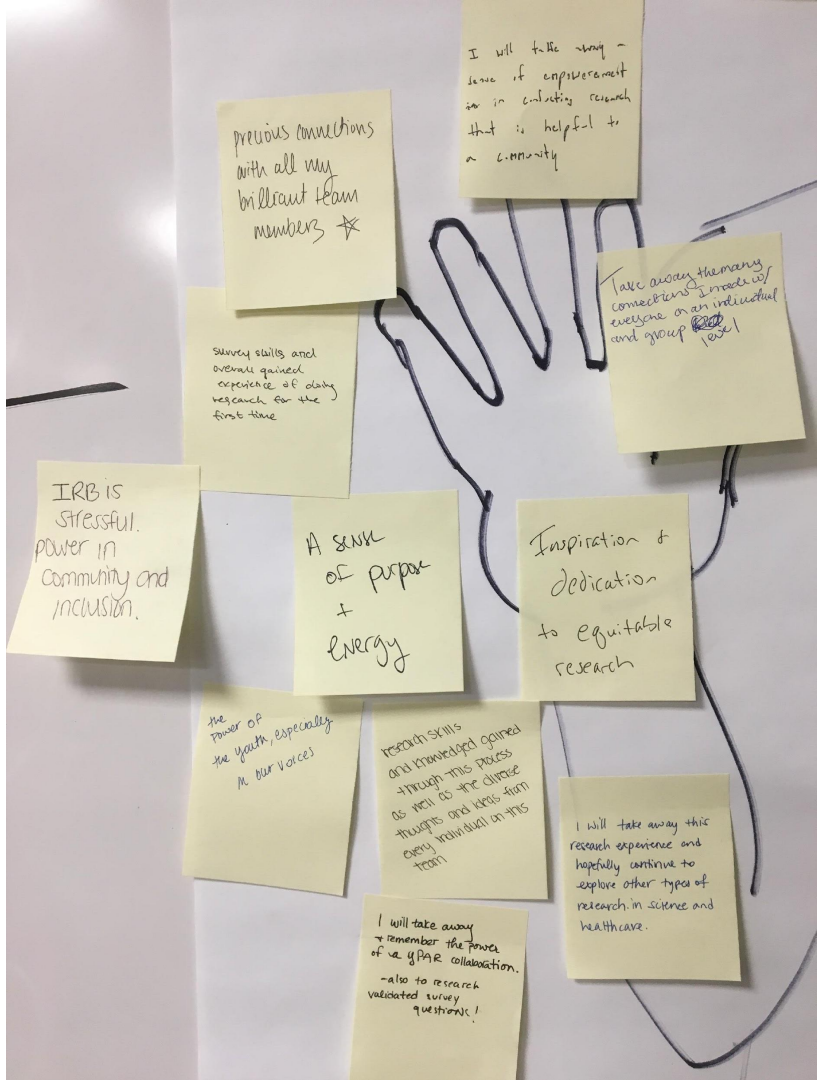 I will take away a
sense of empowerement
in conducting research
that is helpful to
a community
precious connections
with all my
brilliant team
members
Take away the many
connections I made w/
everyone on an individual
and group
level
survey skills and
overall gained
experience of doing
research for the
first time
IRB is
stressful.
power in
community and
inclusion.
A sense
of purpose
+
energy
Inspiration &
dedication
to equitable
research
the
power of
the youth, especially
in our voices
research skills
and knowledged gained
through this process
as well as the diverse
thoughts and ideas from
every individual on this
team
I will take away this
research experience and
hopefully continue to
explore other types of
research in science and
healthcare.
I will take away
+ remember the power
of a YPAR collaboration.
-also to research
validated survey
questions!